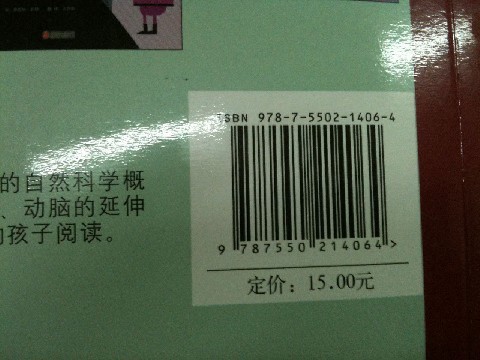 ISBN 978-7-5502-1406-4
的自然科学概
、动脑的延伸
孩子阅读。
9 787550 214064 >
定价：15.00元